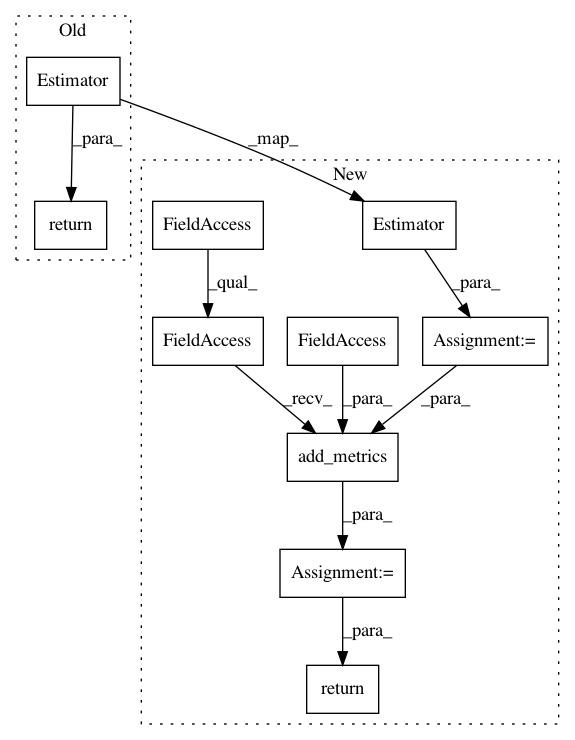 Old
Estimator
_para_
_map_
return
New
FieldAccess
Estimator
_qual_
_para_
FieldAccess
FieldAccess
Assignment:=
_recv_
_para_
_para_
add_metrics
_para_
Assignment:=
_para_
return